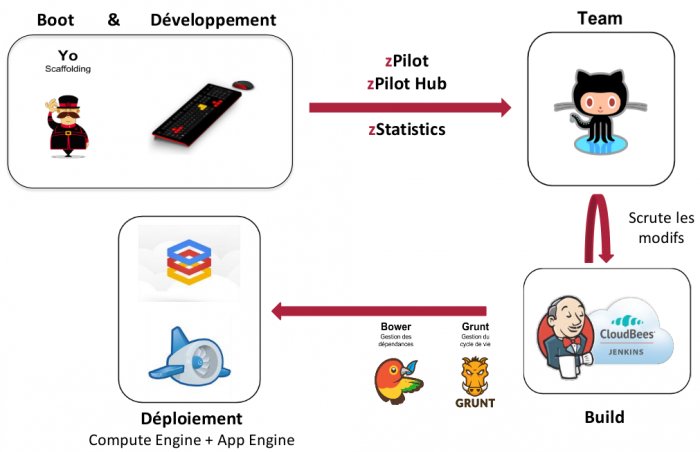 Boot & Développement
Yo
Scaffolding
zPilot
zPilot Hub
zStatistics
Team
Scrute les
modifs
CloudBees
JENKINS
Build
Bower
Gestion des
dépendances
Grunt
Gestion du
cycle de vie
GRUNT
Déploiement
Compute Engine + App Engine